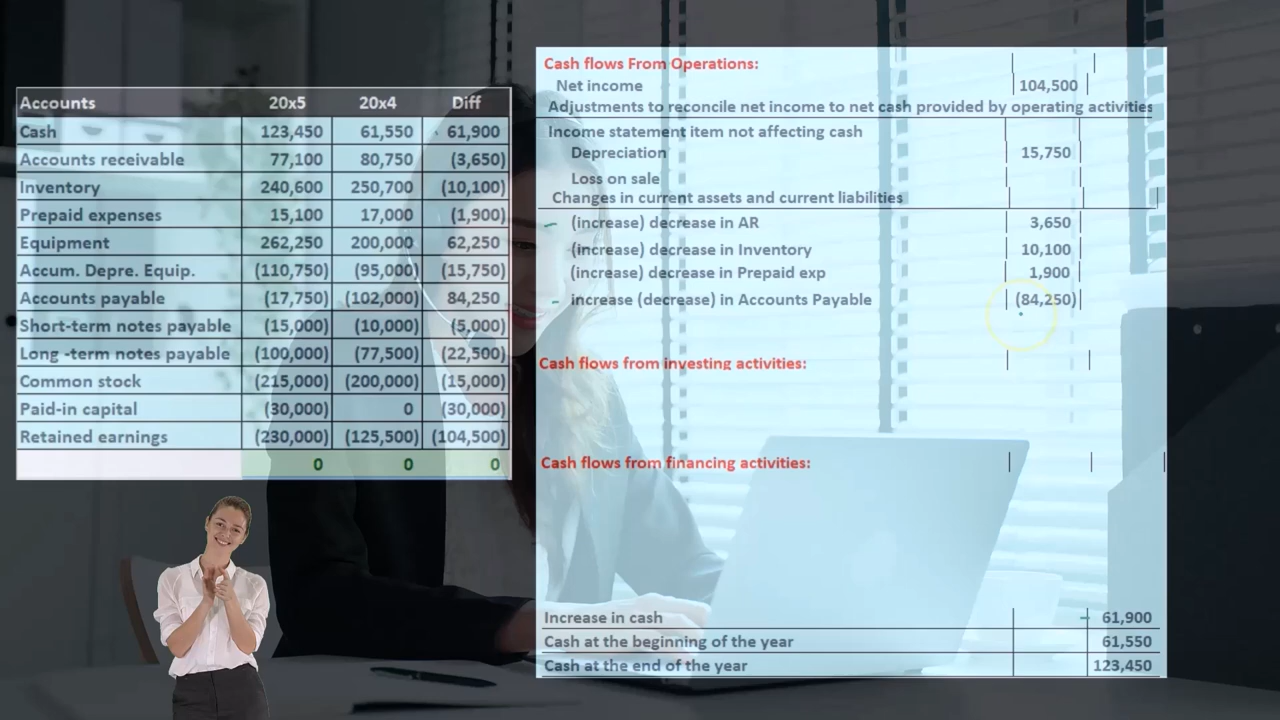 Accounts 20x5 20x4 Diff
Cash 123,450 61,550 61,900
Accounts receivable 77,100 80,750 (3,650)
Inventory 240,600 250,700 (10,100)
Prepaid expenses 15,100 17,000 (1,900)
Equipment 262,250 200,000 62,250
Accum. Depre. Equip. (110,750) (95,000) (15,750)
Accounts payable (17,750) (102,000) 84,250
Short-term notes payable (15,000) (10,000) (5,000)
Long -term notes payable (100,000) (77,500) (22,500)
Common stock (215,000) (200,000) (15,000)
Paid-in capital (30,000) 0 (30,000)
Retained earnings (230,000) (125,500) (104,500)
0 0 0
Cash flows From Operations:
Net income 104,500
Adjustments to reconcile net income to net cash provided by operating activities
Income statement item not affecting cash
Depreciation 15,750
Loss on sale
Changes in current assets and current liabilities
(increase) decrease in AR 3,650
(increase) decrease in Inventory 10,100
(increase) decrease in Prepaid exp 1,900
increase (decrease) in Accounts Payable (84,250)
Cash flows from investing activities:
Cash flows from financing activities:
Increase in cash 61,900
Cash at the beginning of the year 61,550
Cash at the end of the year 123,450